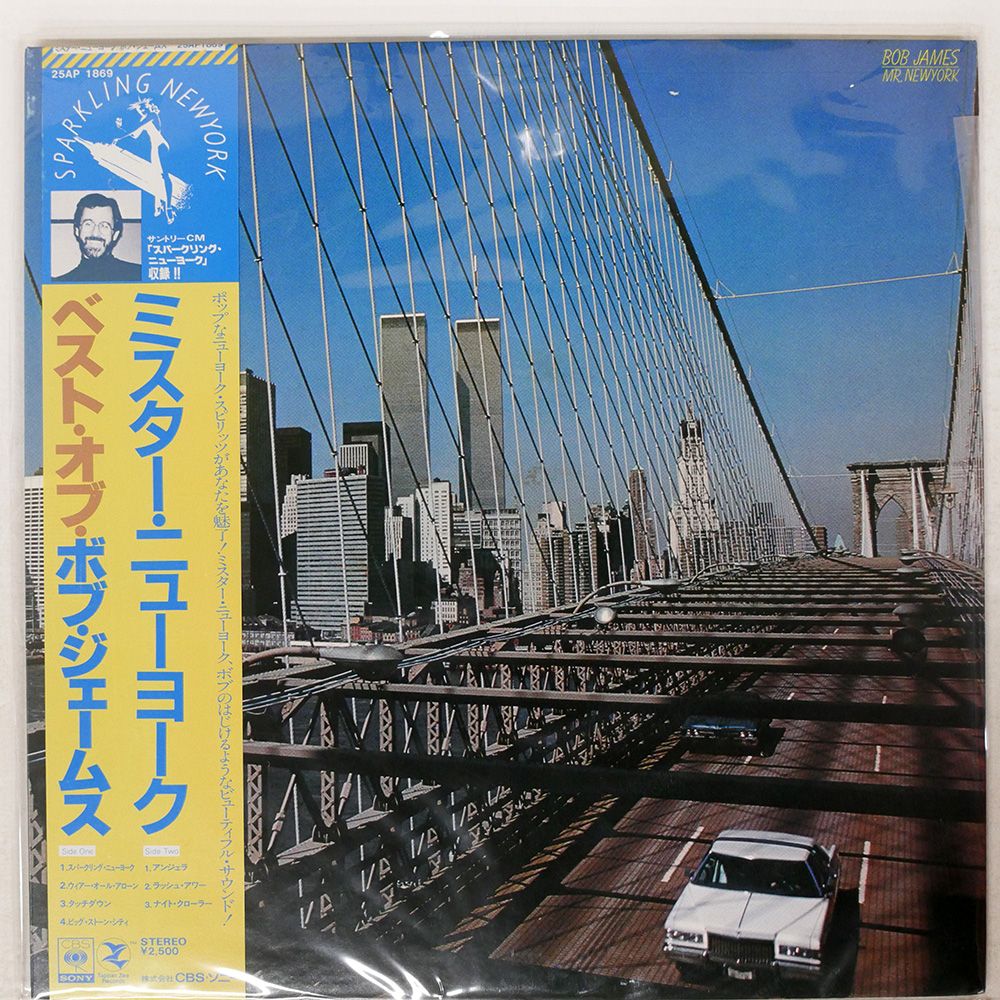 25AP 1869
SPARKLING NEWYORK
サントリーCM
「スパークリング・
ニューヨーク」
収録!!
ポップなニューヨーク・スピリッツがあなたを魅了!ミスター・ニューヨーク、ボブのはじけるようなビューティフル・サウンド!
ミスター・ニューヨーク
ベスト・オブ・ボブ・ジェームス
Side One
1.スパークリング・ニューヨーク
2.ウィアー・オール・アローン
3.タッチダウン
4.ビッグ・ストーン・シティ
Side Two
1.アンジェラ
2.ラッシュ・アワー
3.ナイト・クローラー
CBS
SONY
Tappan Zee
Records
TM
STEREO
¥2,500
株式会社CBS・ソニー
BOB JAMES
MR. NEWYORK